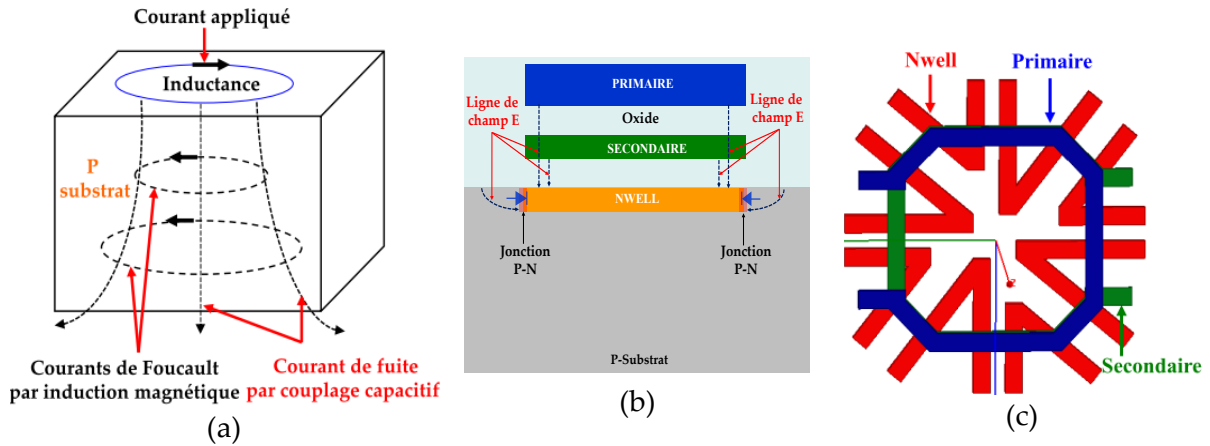 Courant appliqué
Inductance
P
substrat
Courants de Foucault
par induction magnétique
Courant de fuite
par couplage capacitif
(a)
PRIMAIRE
Ligne de
champ E
Oxide
Ligne de
champ E
SECONDAIRE
NWELL
Jonction
P-N
Jonction
P-N
P-Substrat
(b)
Nwell
Primaire
z
Secondaire
(c)